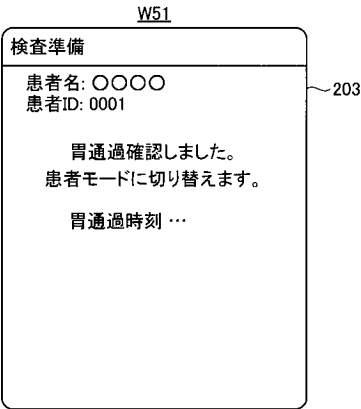 W51
検査準備
患者名: 〇〇〇〇
患者ID: 0001
203
胃通過確認しました。
患者モードに切り替えます。
胃通過時刻 …